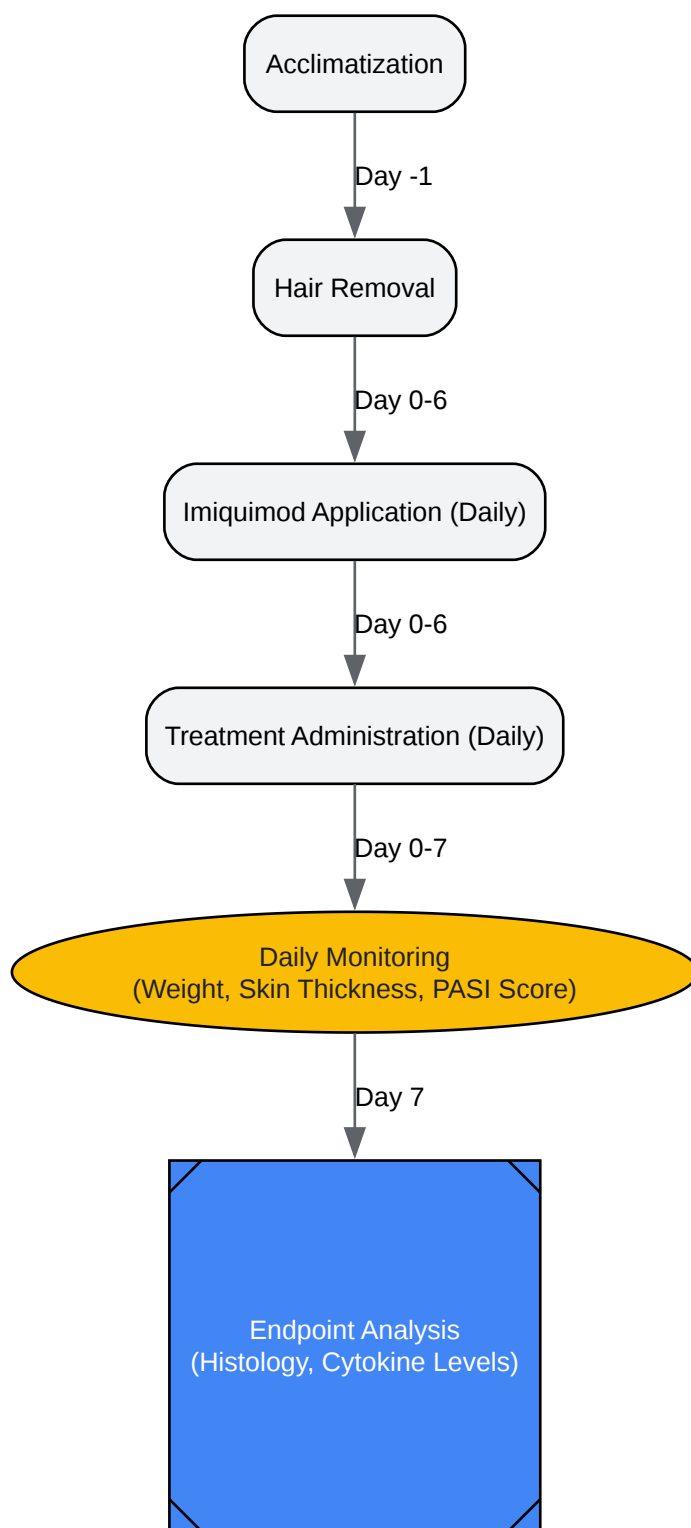 Acclimatization
Day -1
Hair Removal
Day 0-6
Imiquimod Application (Daily)
Day 0-6
Treatment Administration (Daily)
Day 0-7
Daily Monitoring
(Weight, Skin Thickness, PASI Score)
Day 7
Endpoint Analysis
(Histology, Cytokine Levels)